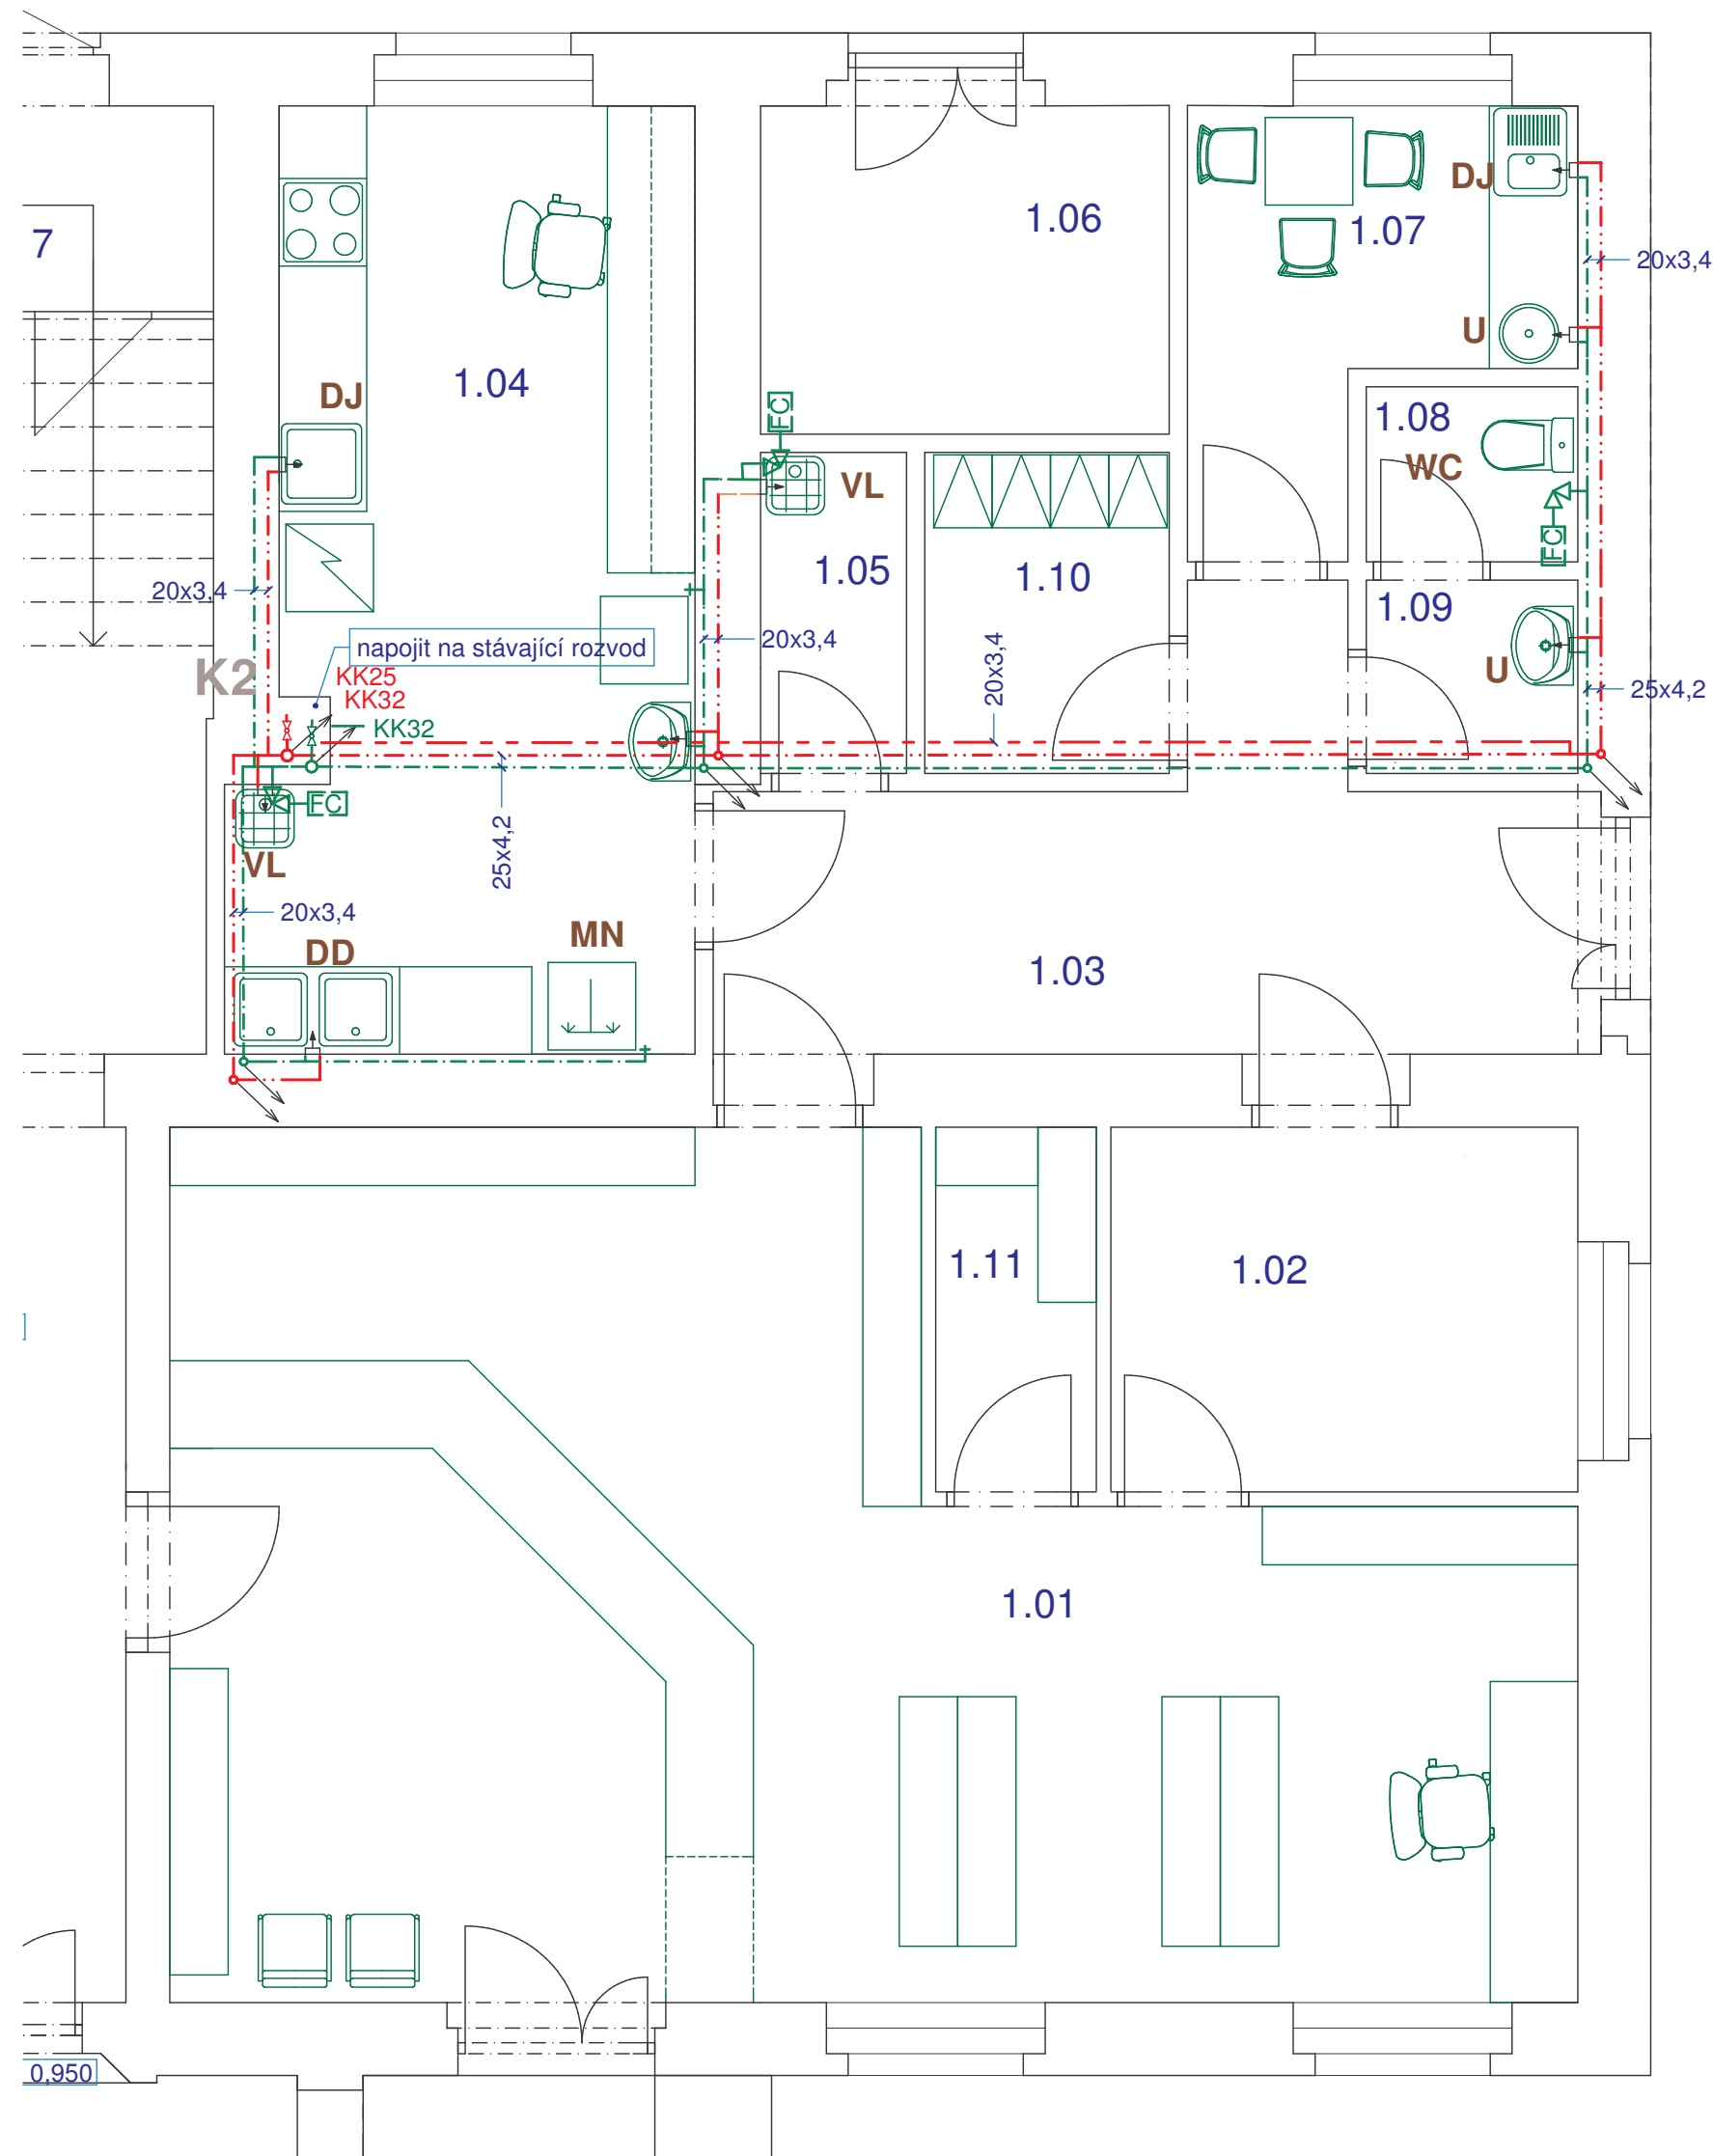 1.06
DJ
1.07
7
20x3,4
U
1.04
DJ
FC
1.08
WC
VL
FC
1.05
1.10
20x3,4
1.09
napojit na stávající rozvod
20x3,4
20x3,4
K2
KK25
U
KK32
25x4,2
KK32
FC
25x4,2
VL
20x3,4
MN
DD
1.03
1.11
1.02
1.01
0,950